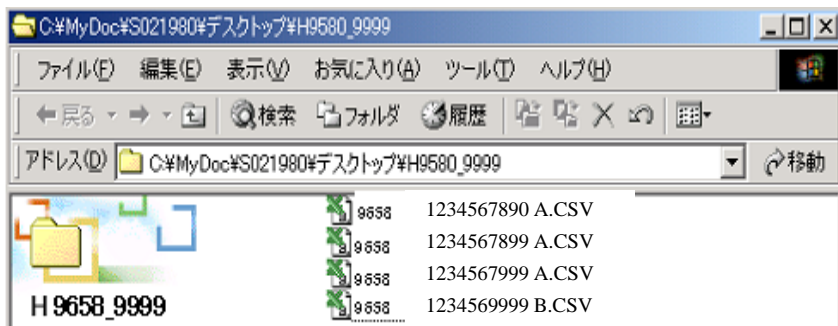 C:¥MyDoc¥S021980¥デスクトップ¥H9580_9999
ファイル(F) 編集(E) 表示(V) お気に入り(A) ツール(T) ヘルプ(H)
戻る 検索 フォルダ 履歴
アドレス(D) C:¥MyDoc¥S021980¥デスクトップ¥H9580_9999 移動
H 9658_9999
9658 1234567890 A.CSV
9658 1234567899 A.CSV
9658 1234567999 A.CSV
9658 1234569999 B.CSV